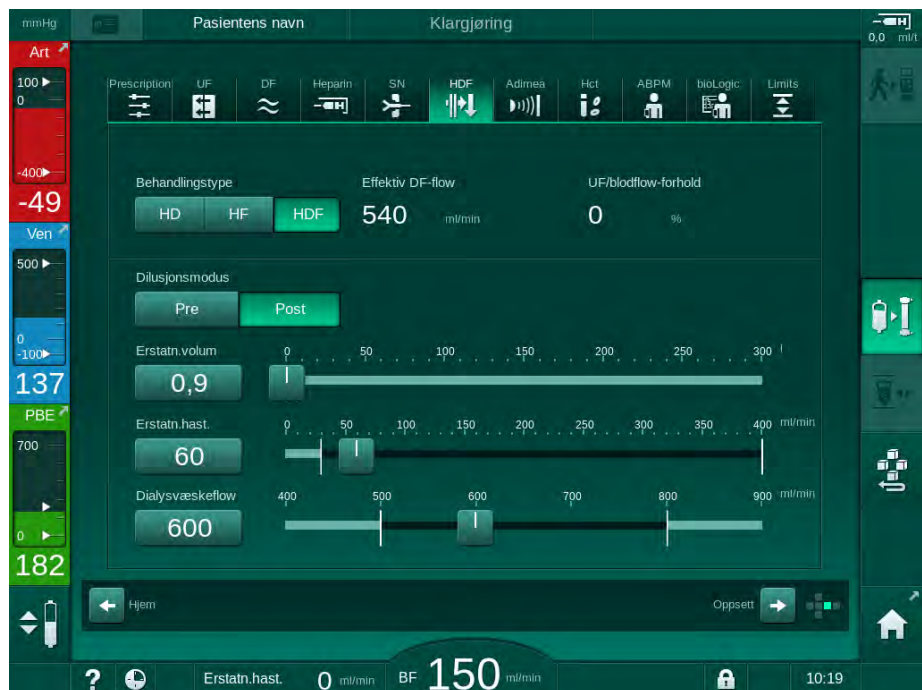 mmHg Pasientens navn Klargjøring
0,0 ml/t
Art
100
0
-400
-49
Ven
500
0
-100
137
PBE
700
0
182
Prescription UF DF Heparin SN HDF Adimea Hct ABPM bioLogic Limits
Behandlingstype Effektiv DF-flow UF/blodflow-forhold
HD HF HDF 540 ml/min 0 %
Dilusjonsmodus
Pre Post
Erstatn.volum 0 50 100 150 200 250 300 l
0,9
Erstatn.hast. 0 50 100 150 200 250 300 350 400 ml/min
60
Dialysvæskeflow 400 500 600 700 800 900 ml/min
600
Hjem Oppsett
? Erstatn.hast. 0 ml/min BF 150 ml/min 10:19